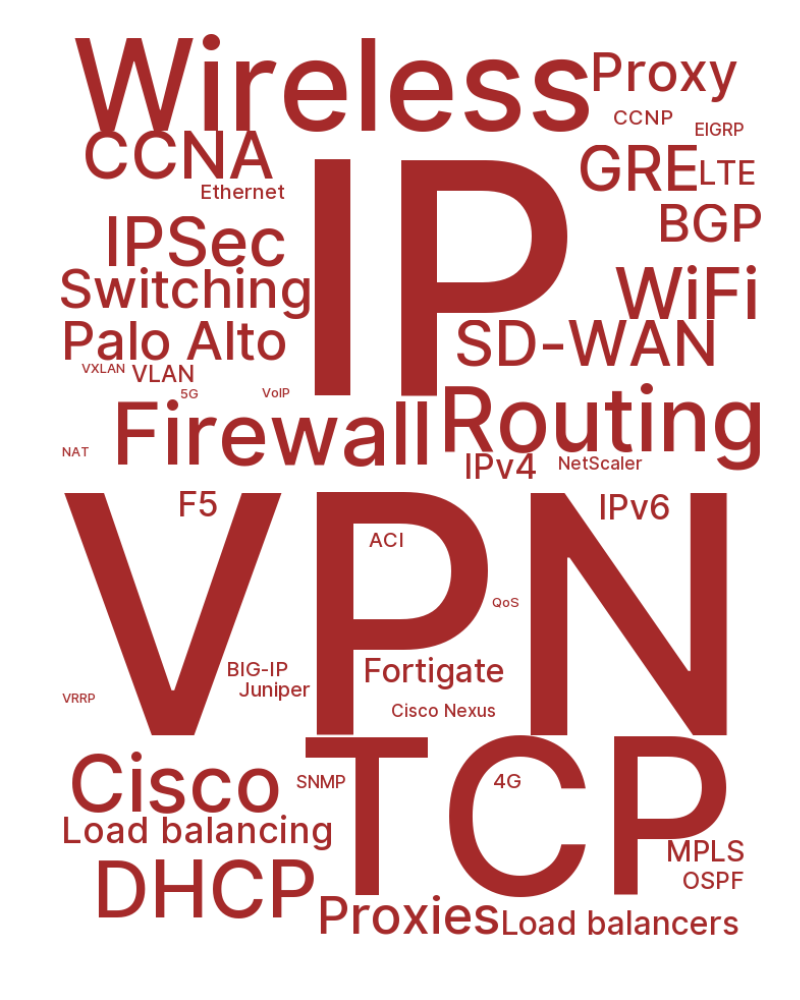 Wireless
Proxy
CCNP
EIGRP
CCNA
IP
GRE
LTE
Ethernet
BGP
IPSec
Switching
WiFi
Palo Alto
SD-WAN
VXLAN
VLAN
5G
VoIP
Firewall
Routing
NAT
IPv4
NetScaler
VPN
F5
IPv6
ACI
QoS
BIG-IP
Fortigate
Juniper
VRRP
Cisco Nexus
TCP
Cisco
SNMP
4G
Load balancing
MPLS
DHCP
OSPF
Proxies
Load balancers